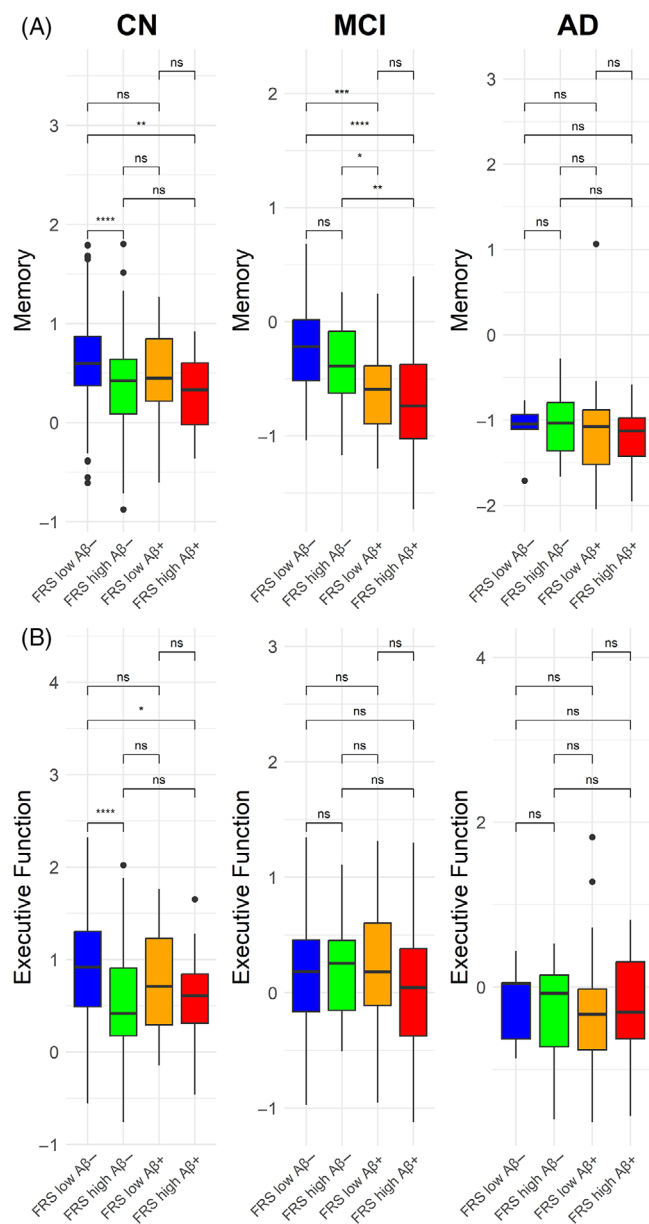 (A)
CN
MCI
AD
Memory
3
2
1
0
−1
ns
ns
**
ns
ns
****
FRS low Aβ−
FRS high Aβ−
FRS low Aβ+
FRS high Aβ+
Memory
2
1
0
−1
ns
***
****
*
**
ns
FRS low Aβ−
FRS high Aβ−
FRS low Aβ+
FRS high Aβ+
Memory
3
2
1
0
−1
−2
ns
ns
ns
ns
ns
ns
FRS low Aβ−
FRS high Aβ−
FRS low Aβ+
FRS high Aβ+
(B)
Executive Function
4
3
2
1
0
−1
ns
ns
*
ns
ns
****
FRS low Aβ−
FRS high Aβ−
FRS low Aβ+
FRS high Aβ+
Executive Function
3
2
1
0
−1
ns
ns
ns
ns
ns
ns
FRS low Aβ−
FRS high Aβ−
FRS low Aβ+
FRS high Aβ+
Executive Function
4
2
0
ns
ns
ns
ns
ns
ns
FRS low Aβ−
FRS high Aβ−
FRS low Aβ+
FRS high Aβ+